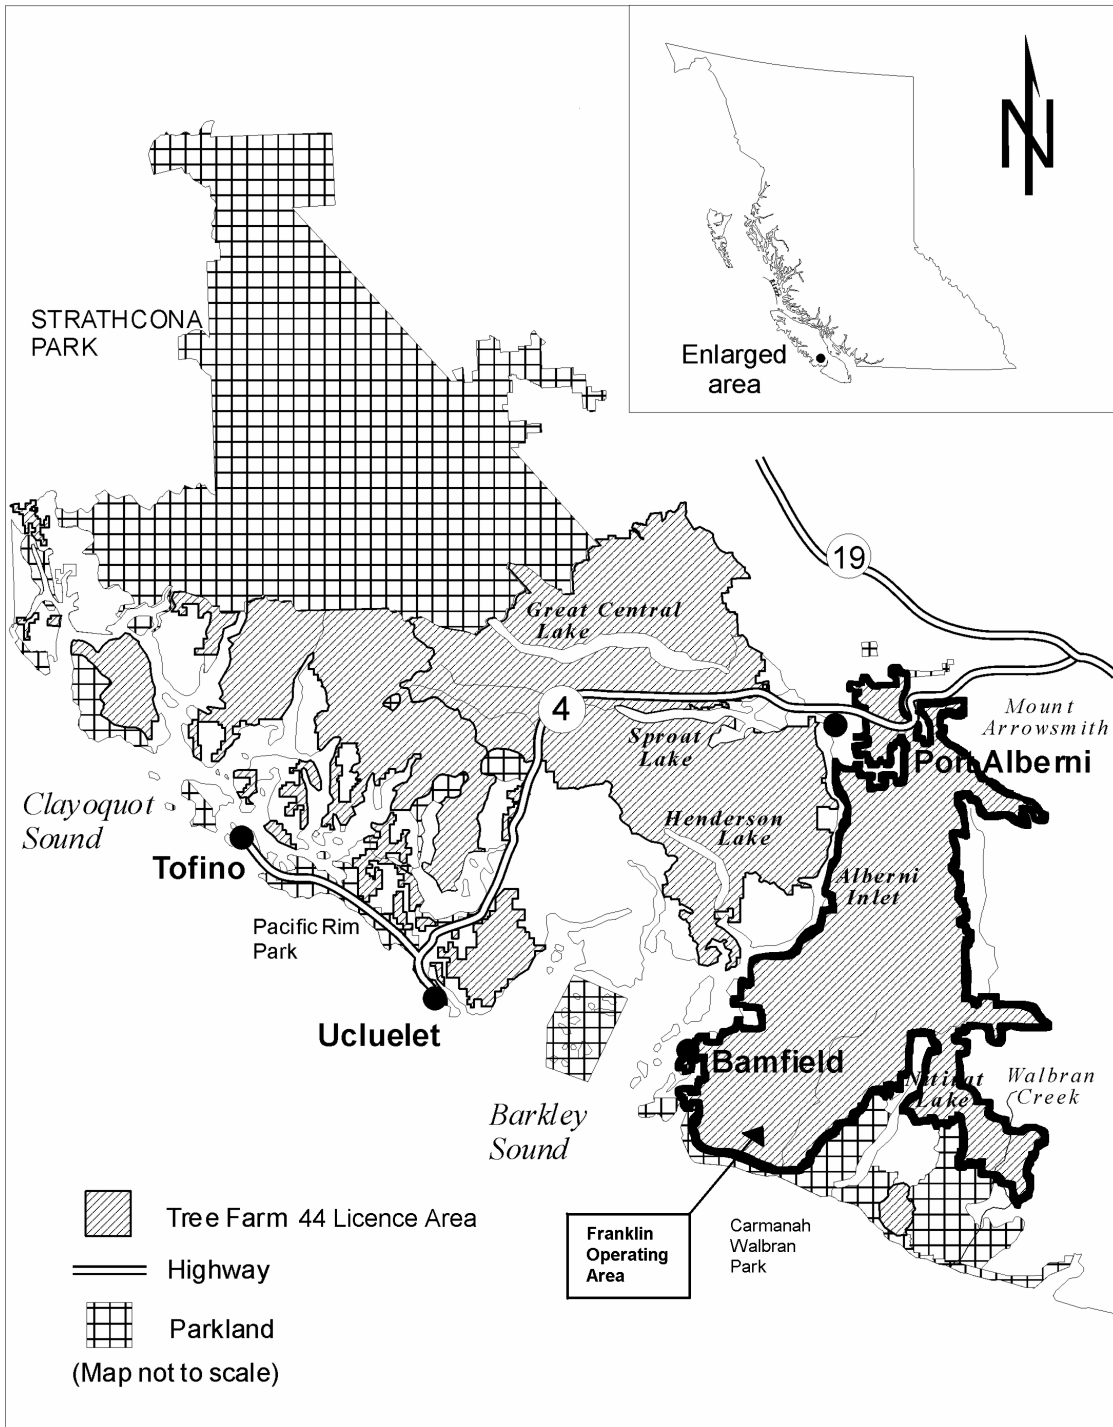 N
STRATHCONA
PARK
Enlarged
area
19
Great Central
Lake
4
Mount
Arrowsmith
Sproat
Lake
Port Alberni
Clayoquot
Sound
Henderson
Lake
Tofino
Alberni
Inlet
Pacific Rim
Park
Ucluelet
Bamfield
Nitinat
Lake
Walbran
Creek
Barkley
Sound
Tree Farm 44 Licence Area
Franklin
Operating
Area
Carmanah
Walbran
Park
Highway
Parkland
(Map not to scale)